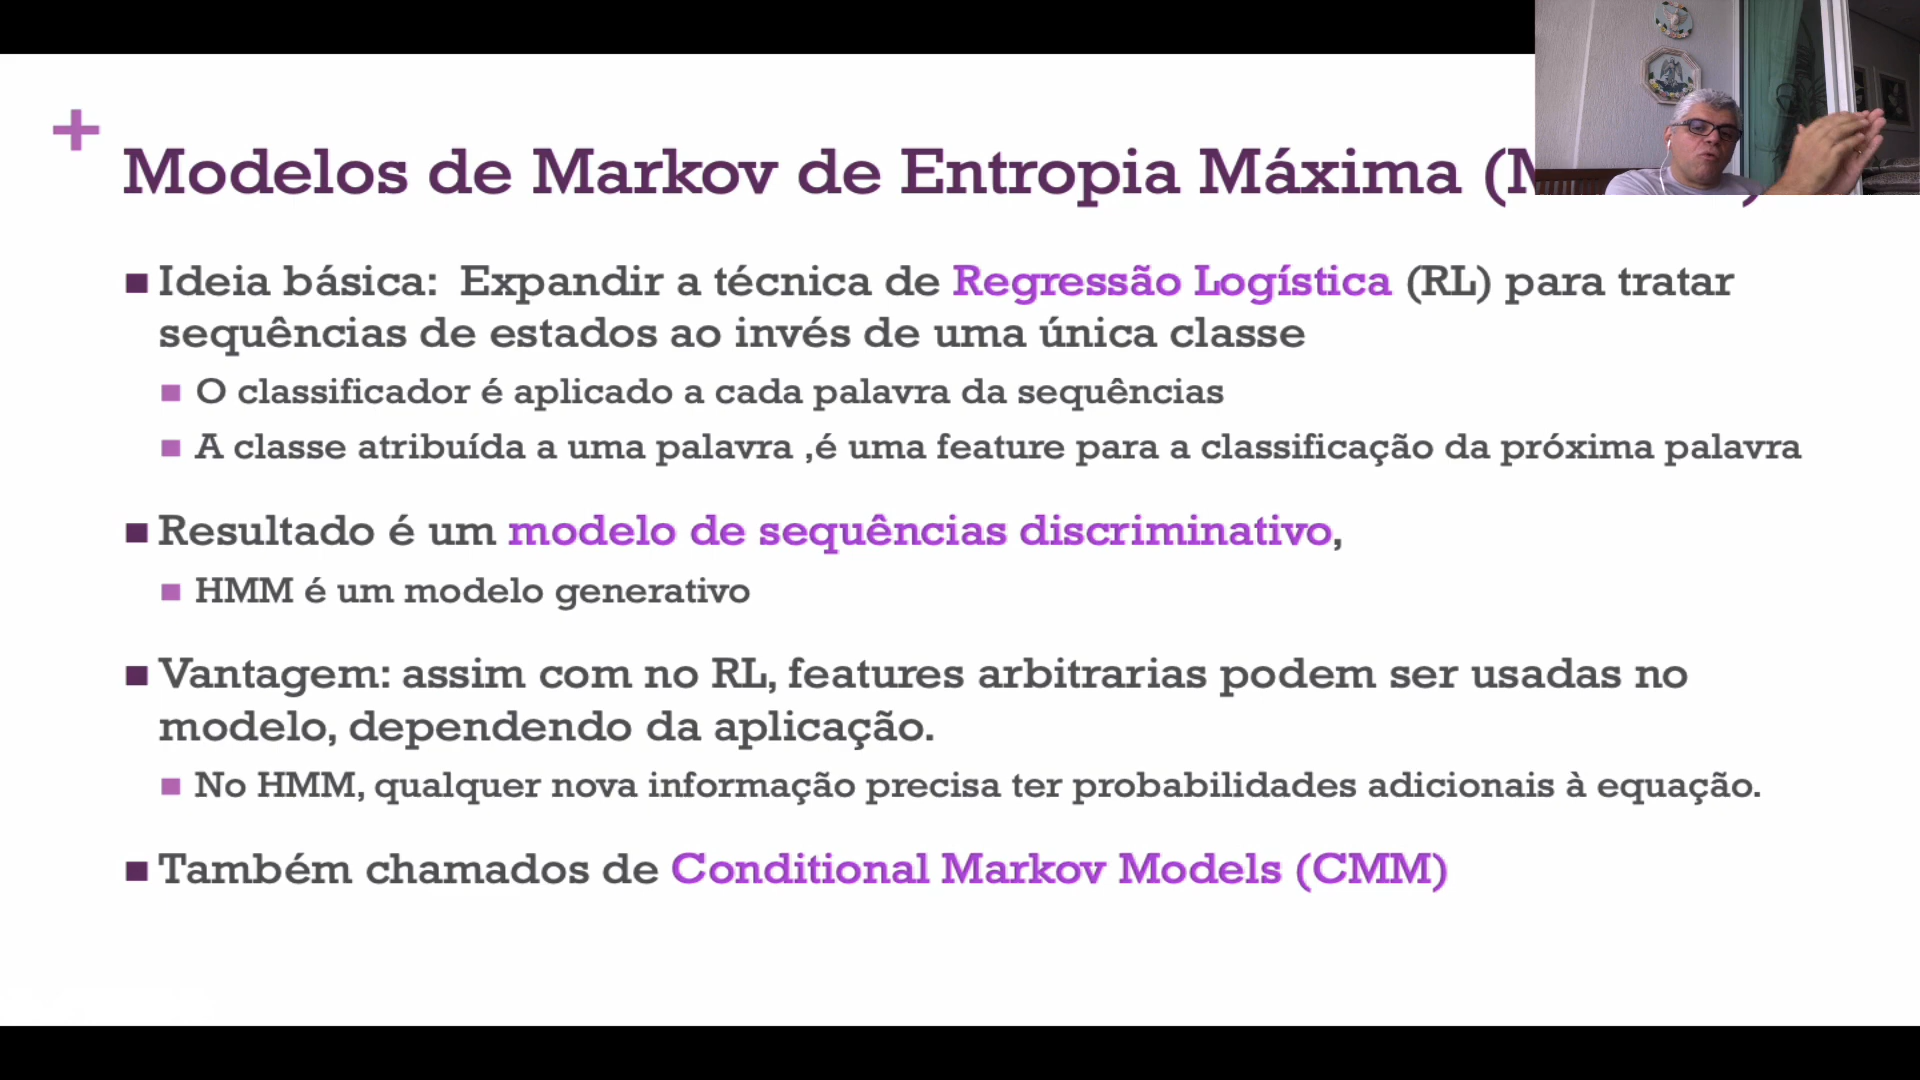 +
Modelos de Markov de Entropia Máxima
Ideia básica: Expandir a técnica de Regressão Logística (RL) para tratar
sequências de estados ao invés de uma única classe
O classificador é aplicado a cada palavra da sequências
A classe atribuída a uma palavra ,é uma feature para a classificação da próxima palavra
Resultado é um modelo de sequências discriminativo,
HMM é um modelo generativo
Vantagem: assim com no RL, features arbitrarias podem ser usadas no
modelo, dependendo da aplicação.
No HMM, qualquer nova informação precisa ter probabilidades adicionais à equação.
Também chamados de Conditional Markov Models (CMM)